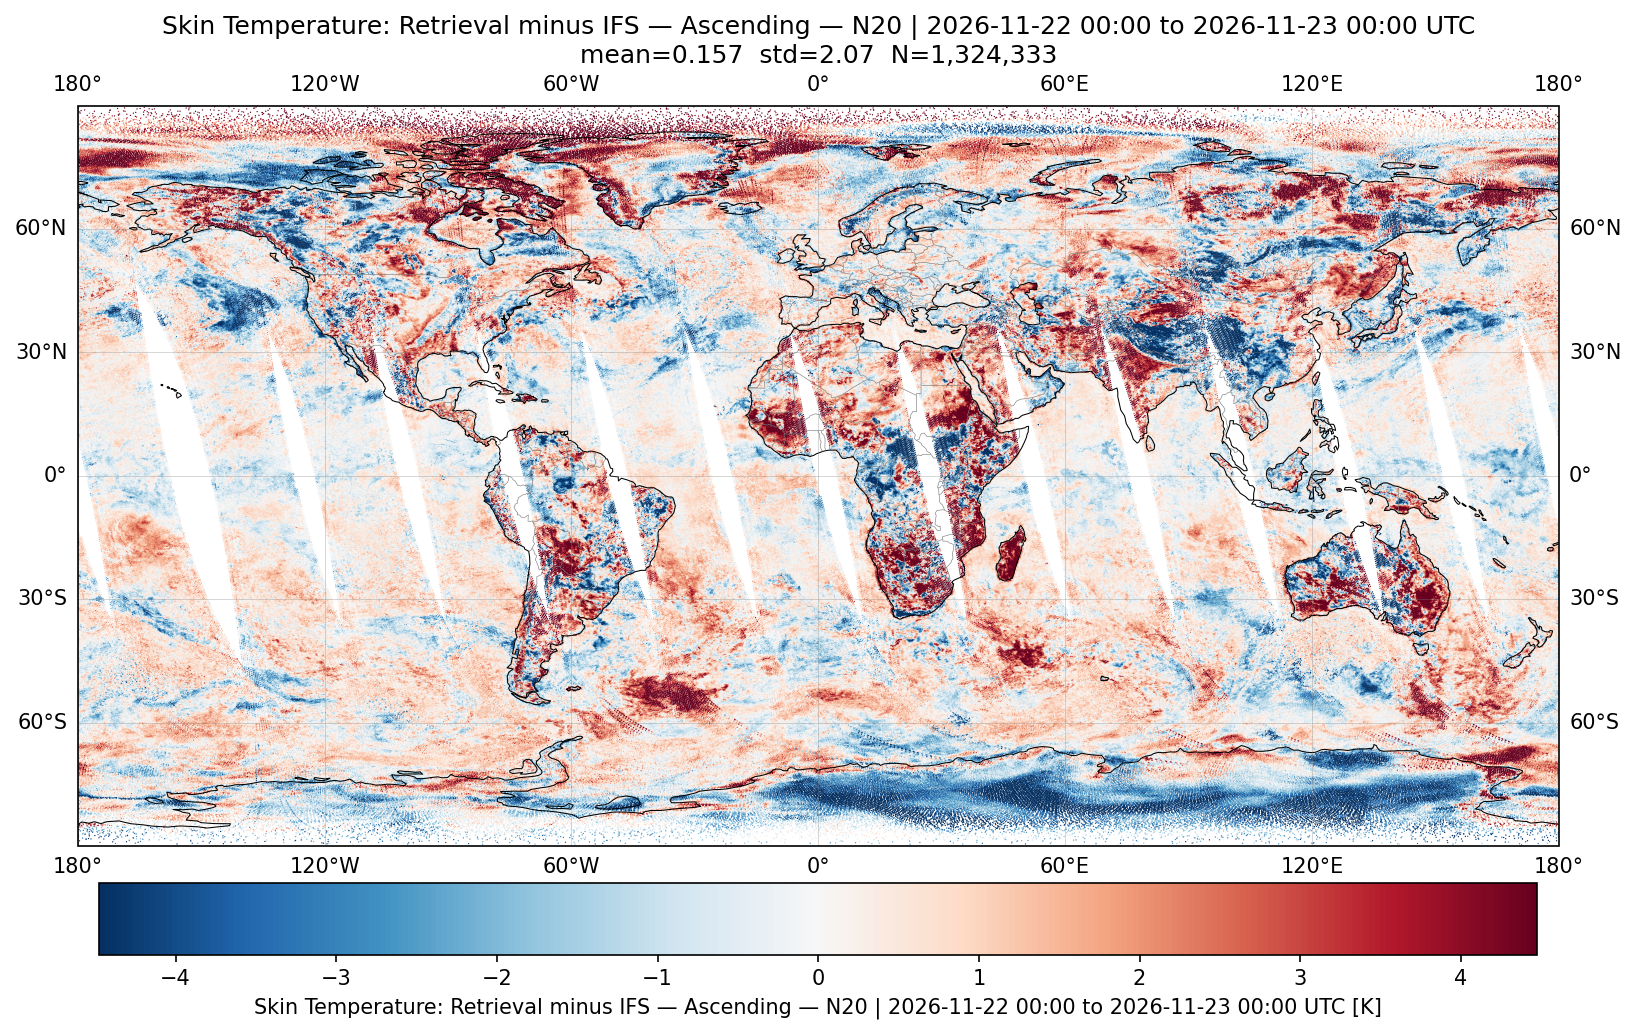 Skin Temperature: Retrieval minus IFS — Ascending — N20 | 2026-11-22 00:00 to 2026-11-23 00:00 UTC
mean=0.157  std=2.07  N=1,324,333
180° 120°W 60°W 0° 60°E 120°E 180°
60°N 60°N
30°N 30°N
0° 0°
30°S 30°S
60°S 60°S
180° 120°W 60°W 0° 60°E 120°E 180°
−4 −3 −2 −1 0 1 2 3 4
Skin Temperature: Retrieval minus IFS — Ascending — N20 | 2026-11-22 00:00 to 2026-11-23 00:00 UTC [K]